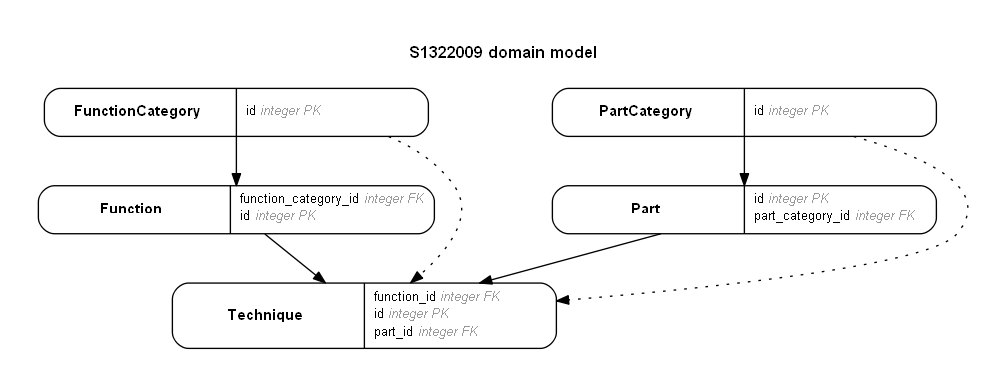 S1322009 domain model
FunctionCategory
id integer PK
PartCategory
id integer PK
Function
function_category_id integer FK
id integer PK
Part
id integer PK
part_category_id integer FK
Technique
function_id integer FK
id integer PK
part_id integer FK